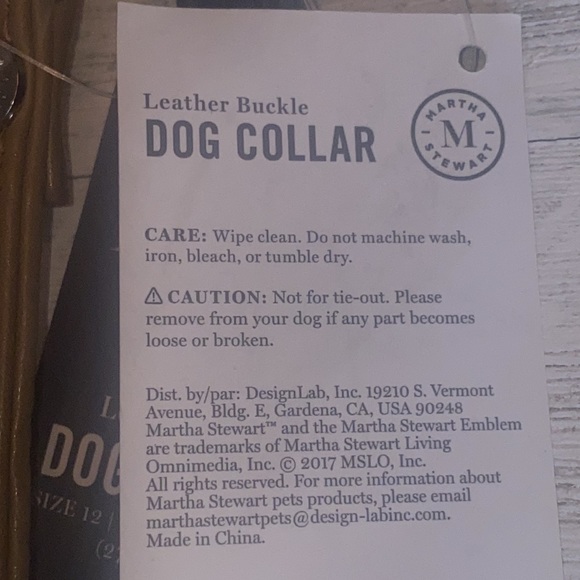 Leather Buckle
DOG COLLAR
MARTHA
M
STEWART
CARE: Wipe clean. Do not machine wash,
iron, bleach, or tumble dry.
⚠ CAUTION: Not for tie-out. Please
remove from your dog if any part becomes
loose or broken.
Dist. by/par: DesignLab, Inc. 19210 S. Vermont
Avenue, Bldg. E, Gardena, CA, USA 90248
Martha Stewart™ and the Martha Stewart Emblem
are trademarks of Martha Stewart Living
Omnimedia, Inc. © 2017 MSLO, Inc.
All rights reserved. For more information about
Martha Stewart pets products, please email
marthastewartpets@design-labinc.com.
Made in China.
DOG
SIZE 12 |